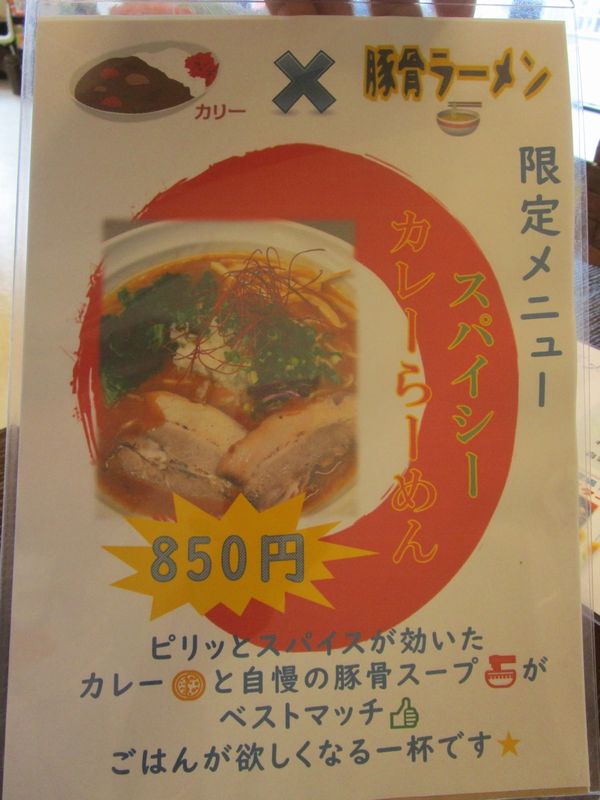 カリー
豚骨ラーメン
限定メニュー
スパイシー
カレーらーめん
850円
ピリッとスパイスが効いた
カレーと自慢の豚骨スープが
ベストマッチ
ごはんが欲しくなる一杯です